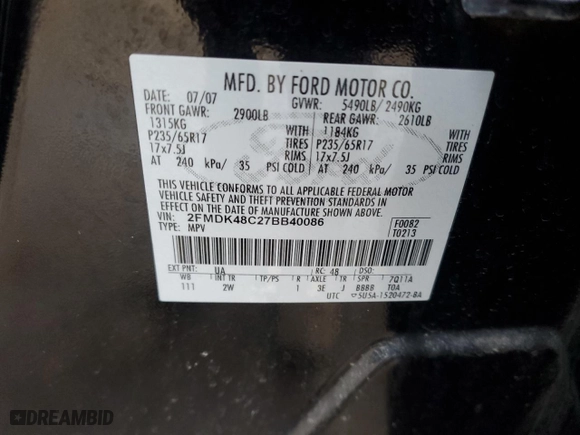 MFD. BY FORD MOTOR CO.
DATE: 07/07 GVWR: 5490LB/ 2490KG
FRONT GAWR: 2900LB REAR GAWR: 2610LB
1315KG WITH 1184KG WITH
P235/65R17 TIRES P235/65R17 TIRES
17x7.5J RIMS 17x7.5J RIMS
AT 240 kPa/ 35 PSI COLD AT 240 kPa/ 35 PSI COLD
THIS VEHICLE CONFORMS TO ALL APPLICABLE FEDERAL MOTOR
VEHICLE SAFETY AND THEFT PREVENTION STANDARDS IN
EFFECT ON THE DATE OF MANUFACTURE SHOWN ABOVE.
VIN: 2FMDK48C27BB40086 F0082
TYPE: MPV T0213
EXT PNT: UA RC: 48 DSO:
WB INT TR TP/PS R AXLE TR SPR 7Q11A
111 2W 1 3E J BBBB T0A
UTC 5U5A-1520472-BA
DREAMBID